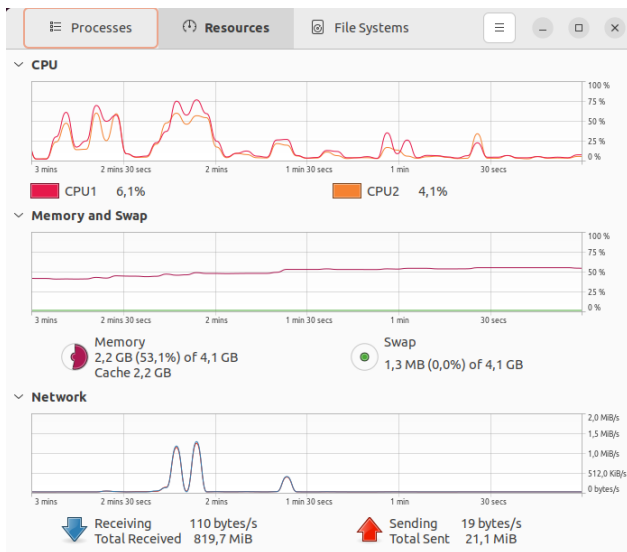 Processes Resources File Systems
CPU
100 %
75 %
50 %
25 %
0 %
3 mins 2 mins 30 secs 2 mins 1 min 30 secs 1 min 30 secs
CPU1 6,1% CPU2 4,1%
Memory and Swap
100 %
75 %
50 %
25 %
0 %
3 mins 2 mins 30 secs 2 mins 1 min 30 secs 1 min 30 secs
Memory
2,2 GB (53,1%) of 4,1 GB
Cache 2,2 GB
Swap
1,3 MB (0,0%) of 4,1 GB
Network
2,0 MiB/s
1,5 MiB/s
1,0 MiB/s
512,0 KiB/s
0 bytes/s
3 mins 2 mins 30 secs 2 mins 1 min 30 secs 1 min 30 secs
Receiving 110 bytes/s
Total Received 819,7 MiB
Sending 19 bytes/s
Total Sent 21,1 MiB